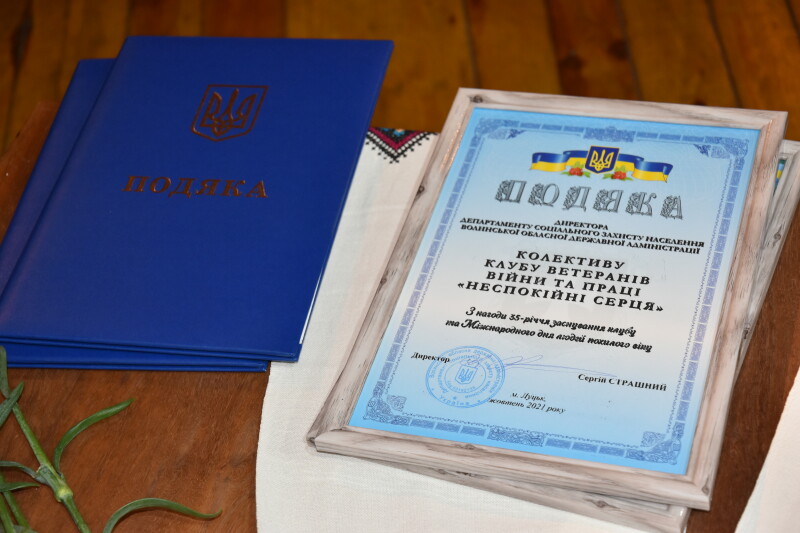 ПОДЯКА
ПОДЯКА
ДИРЕКТОРА
ДЕПАРТАМЕНТУ СОЦІАЛЬНОГО ЗАХИСТУ НАСЕЛЕННЯ
ВОЛИНСЬКОЇ ОБЛАСНОЇ ДЕРЖАВНОЇ АДМІНІСТРАЦІЇ
КОЛЕКТИВУ
КЛУБУ ВЕТЕРАНІВ
ВІЙНИ ТА ПРАЦІ
«НЕСПОКІЙНІ СЕРЦЯ»
З нагоди 35-річчя заснування клубу
та Міжнародного дня людей похилого віку
Директор
Сергій СТРАШНИЙ
м. Луцьк,
жовтень 2021 року